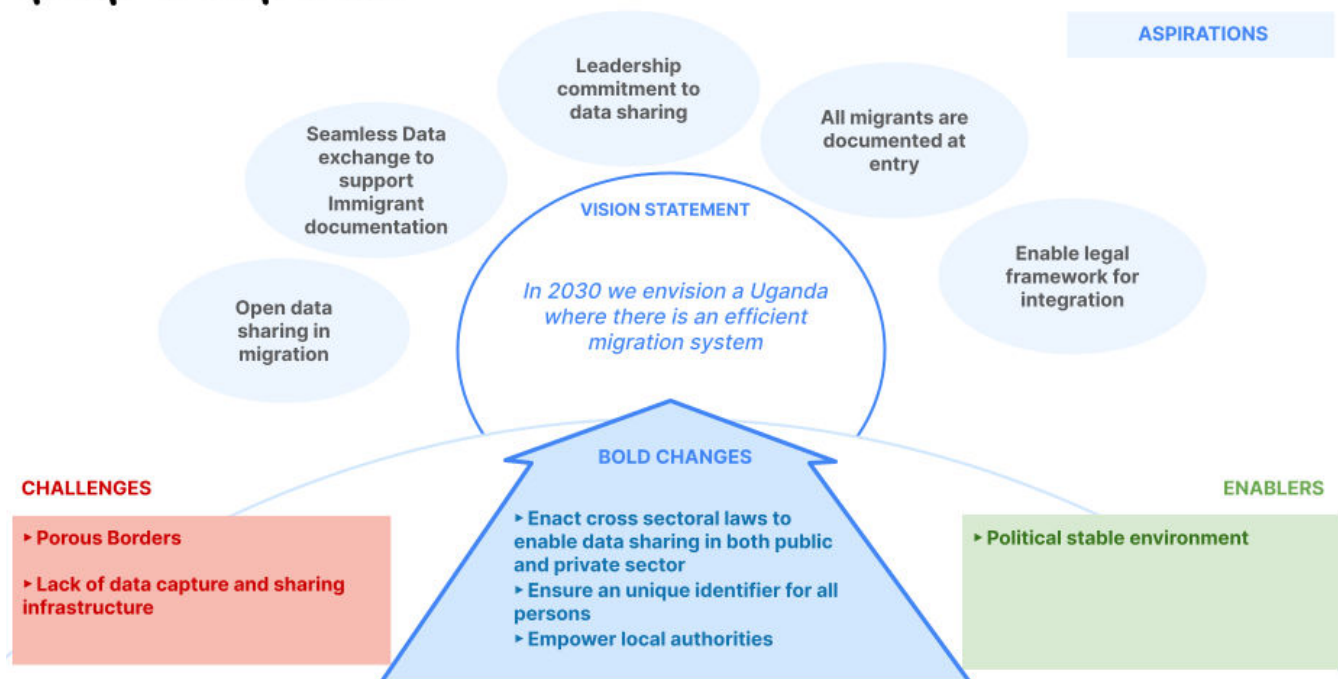 ASPIRATIONS
Leadership
commitment to
data sharing
Seamless Data
exchange to
support
Immigrant
documentation
All migrants are
documented at
entry
Open data
sharing in
migration
Enable legal
framework for
integration
VISION STATEMENT
In 2030 we envision a Uganda
where there is an efficient
migration system
BOLD CHANGES
▸ Enact cross sectoral laws to
enable data sharing in both public
and private sector
▸ Ensure an unique identifier for all
persons
▸ Empower local authorities
CHALLENGES
▸ Porous Borders
▸ Lack of data capture and sharing
infrastructure
ENABLERS
▸ Political stable environment